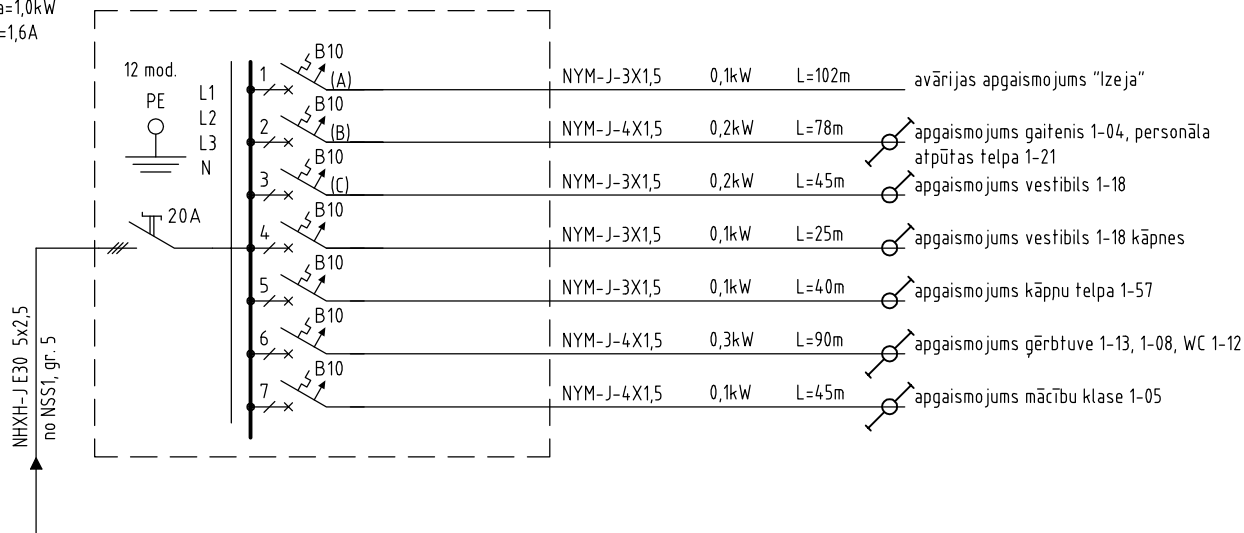 a=1,0kW
=1,6A
12 mod.
PE
L1
L2
L3
N
20A
NHXH-J E30 5x2,5
no NSS1, gr. 5
1 B10 (A) NYM-J-3X1,5 0,1kW L=102m avārijas apgaismojums "Izeja"
2 B10 (B) NYM-J-4X1,5 0,2kW L=78m apgaismojums gaitenis 1-04, personāla
atpūtas telpa 1-21
3 B10 (C) NYM-J-3X1,5 0,2kW L=45m apgaismojums vestibils 1-18
4 B10 NYM-J-3X1,5 0,1kW L=25m apgaismojums vestibils 1-18 kāpnes
5 B10 NYM-J-3X1,5 0,1kW L=40m apgaismojums kāpņu telpa 1-57
6 B10 NYM-J-4X1,5 0,3kW L=90m apgaismojums ģērbtuve 1-13, 1-08, WC 1-12
7 B10 NYM-J-4X1,5 0,1kW L=45m apgaismojums mācību klase 1-05